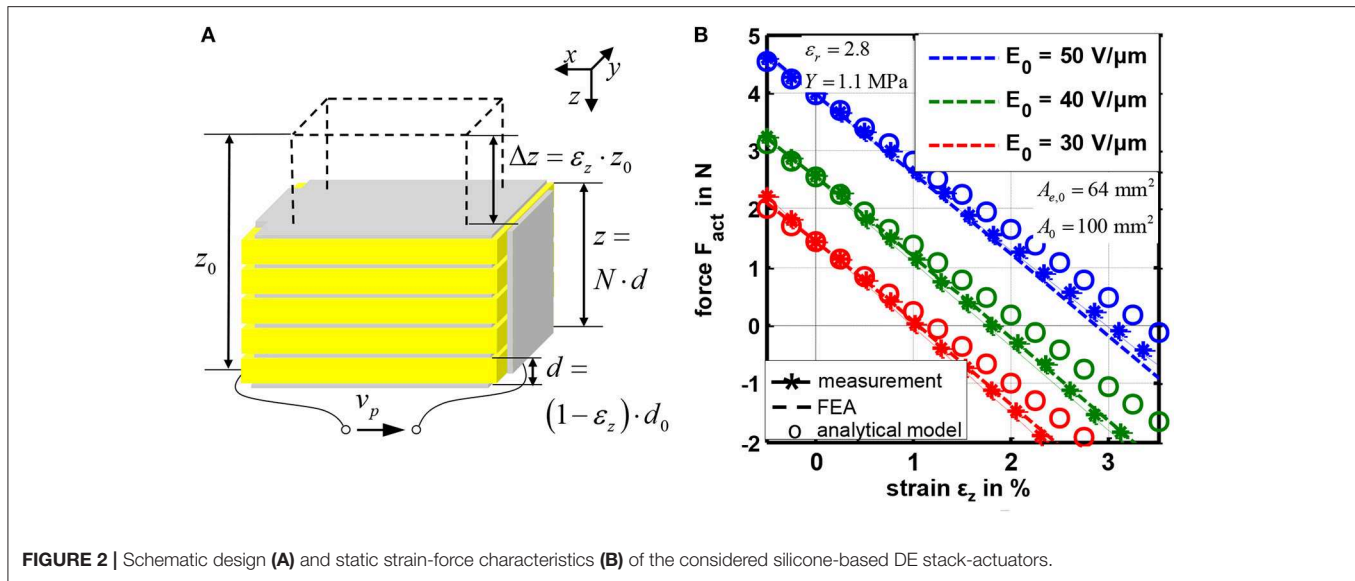 A
x
y
z
z₀
Δz = ε_z · z₀
z =
N · d
d =
(1−ε_z)·d₀
v_p
B
force F_act in N
5
4
3
2
1
0
-1
-2
ε_r = 2.8
Y = 1.1 MPa
E₀ = 50 V/µm
E₀ = 40 V/µm
E₀ = 30 V/µm
A_e,0 = 64 mm²
A₀ = 100 mm²
measurement
FEA
analytical model
0 1 2 3
strain ε_z in %
FIGURE 2 | Schematic design (A) and static strain-force characteristics (B) of the considered silicone-based DE stack-actuators.